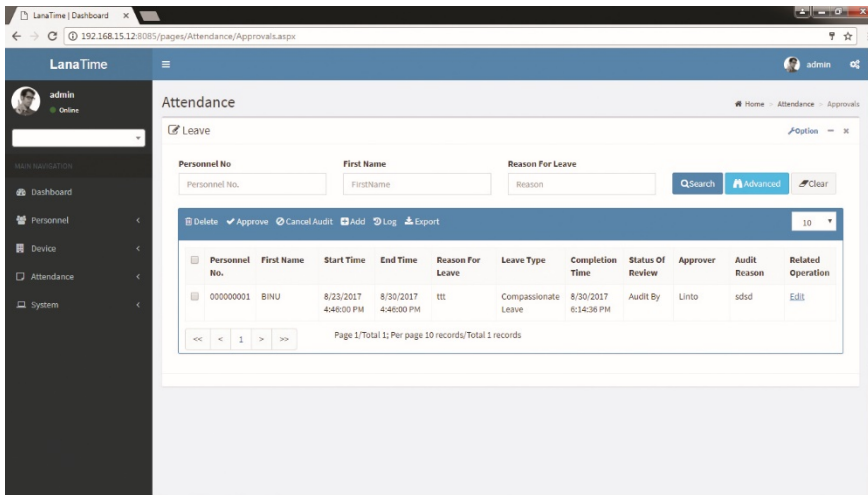 LanaTime | Dashboard
192.168.15.12:8085/pages/Attendance/Approvals.aspx
LanaTime
admin
admin
Online
MAIN NAVIGATION
Dashboard
Personnel
Device
Attendance
System
Attendance
Home > Attendance > Approvals
Leave
Option
Personnel No
First Name
Reason For Leave
Personnel No.
FirstName
Reason
Search
Advanced
Clear
Delete Approve Cancel Audit Add Log Export
10
Personnel No. First Name Start Time End Time Reason For Leave Leave Type Completion Time Status Of Review Approver Audit Reason Related Operation
000000001 BINU 8/23/2017 4:46:00 PM 8/30/2017 4:46:00 PM ttt Compassionate Leave 8/30/2017 6:14:36 PM Audit By Linto sdsd Edit
<< < 1 > >>
Page 1/Total 1; Per page 10 records/Total 1 records